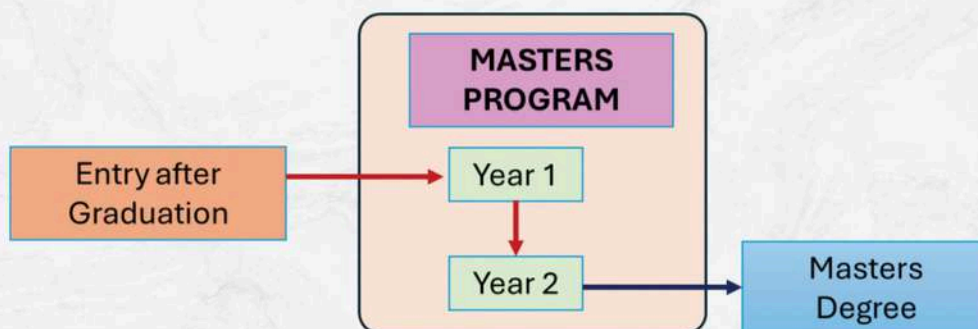 MASTERS
PROGRAM
Entry after
Graduation
Year 1
Year 2
Masters
Degree